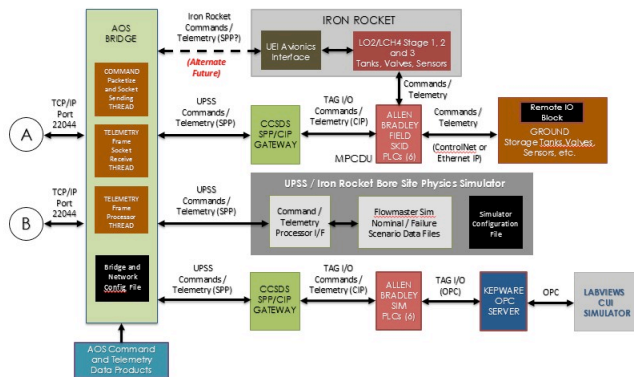 AOS
BRIDGE
COMMAND
Packetize
and Socket
Sending
THREAD
TELEMETRY
Frame
Socket
Receive
THREAD
TELEMETRY
Frame
Processor
THREAD
Bridge and
Network
Config File
AOS Command
and Telemetry
Data Products
A
TCP/IP
Port
22044
B
TCP/IP
Port
22044
Iron Rocket
Commands /
Telemetry (SPP?)
(Alternate
Future)
IRON ROCKET
UEI Avionics
Interface
LO2/LCH4 Stage 1, 2
and 3
Tanks, Valves, Sensors
Commands /
Telemetry
UPSS
Commands /
Telemetry (SPP)
CCSDS
SPP/CIP
GATEWAY
TAG I/O
Commands /
Telemetry (CIP)
MPCDU
ALLEN
BRADLEY
FIELD
SKID
PLCs (6)
Commands /
Telemetry
(ControlNet or
Ethernet IP)
Remote IO
Block
GROUND
Storage Tanks,Valves,
Sensors, etc.
UPSS / Iron Rocket Bore Site Physics Simulator
UPSS
Commands /
Telemetry (SPP)
Command /
Telemetry
Processor I/F
Flowmaster Sim
Nominal / Failure
Scenario Data Files
Simulator
Configuration
File
UPSS
Commands /
Telemetry (SPP)
CCSDS
SPP/CIP
GATEWAY
TAG I/O
Commands /
Telemetry (CIP)
ALLEN
BRADLEY
SIM
PLCs (6)
TAG I/O
(OPC)
KEPWARE
OPC
SERVER
OPC
LABVIEWS
CUI
SIMULATOR